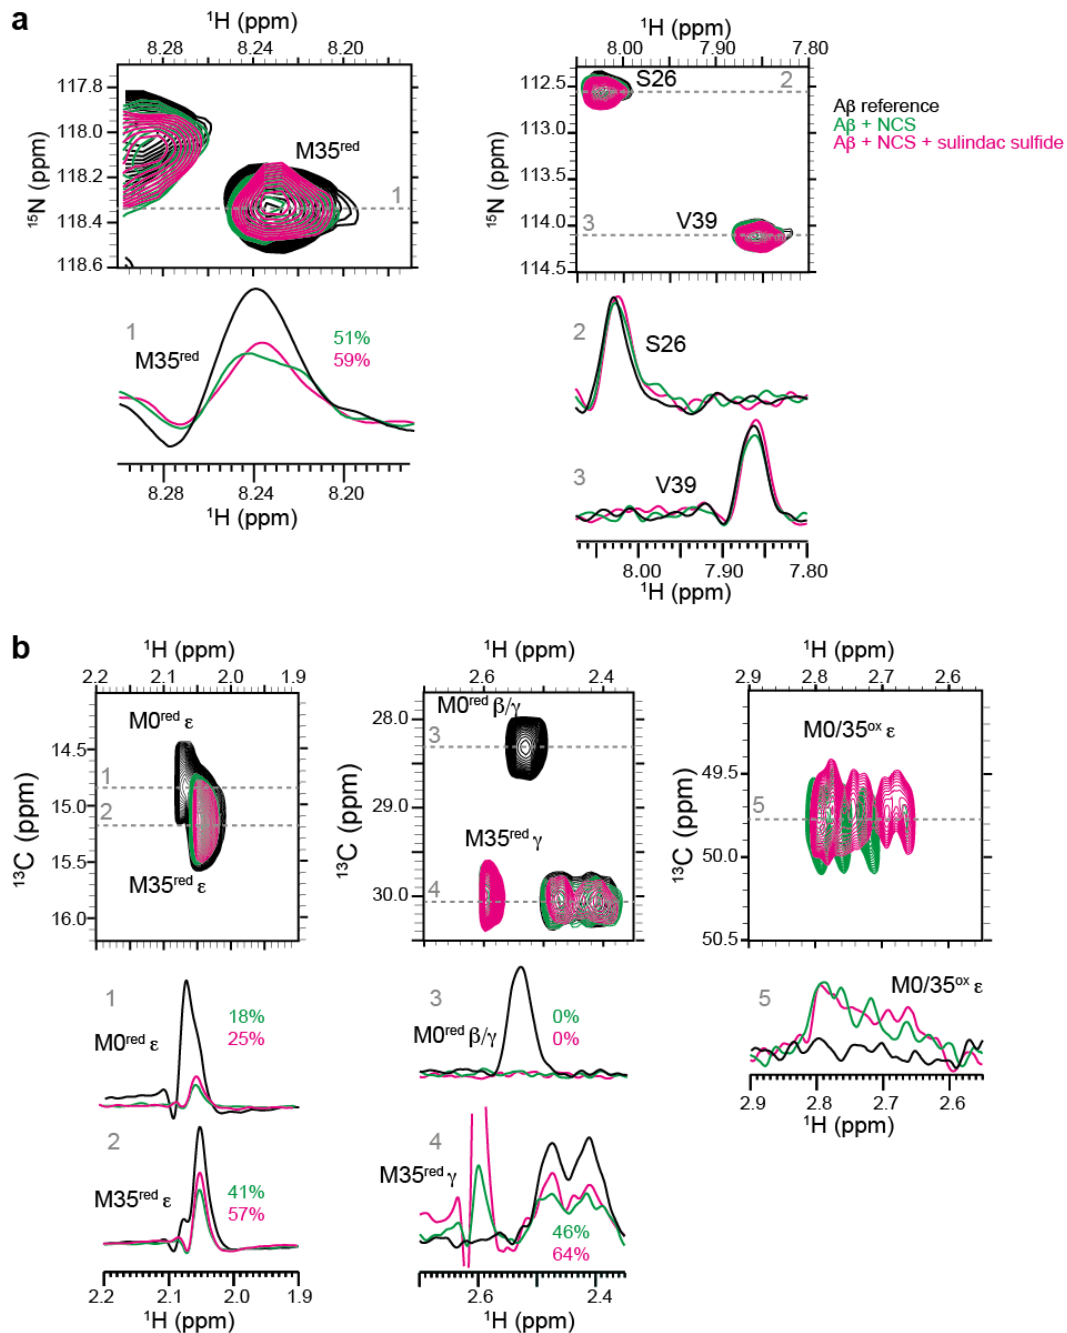 a
¹H (ppm)
8.28 8.24 8.20
¹⁵N (ppm)
117.8
118.0
118.2
118.4
118.6
M35ʳᵉᵈ
1
1
M35ʳᵉᵈ
51%
59%
8.28 8.24 8.20
¹H (ppm)
¹H (ppm)
8.00 7.90 7.80
¹⁵N (ppm)
112.5
113.0
113.5
114.0
114.5
S26
2
3
V39
Aβ reference
Aβ + NCS
Aβ + NCS + sulindac sulfide
2
S26
3
V39
8.00 7.90 7.80
¹H (ppm)
b
¹H (ppm)
2.2 2.1 2.0 1.9
¹³C (ppm)
14.5
15.0
15.5
16.0
M0ʳᵉᵈ ε
1
2
M35ʳᵉᵈ ε
1
M0ʳᵉᵈ ε
18%
25%
2
M35ʳᵉᵈ ε
41%
57%
2.2 2.1 2.0 1.9
¹H (ppm)
¹H (ppm)
2.6 2.4
¹³C (ppm)
28.0
29.0
30.0
M0ʳᵉᵈ β/γ
3
M35ʳᵉᵈ γ
4
3
M0ʳᵉᵈ β/γ
0%
0%
4
M35ʳᵉᵈ γ
46%
64%
2.6 2.4
¹H (ppm)
¹H (ppm)
2.9 2.8 2.7 2.6
¹³C (ppm)
49.5
50.0
50.5
M0/35ᵒˣ ε
5
5
M0/35ᵒˣ ε
2.9 2.8 2.7 2.6
¹H (ppm)